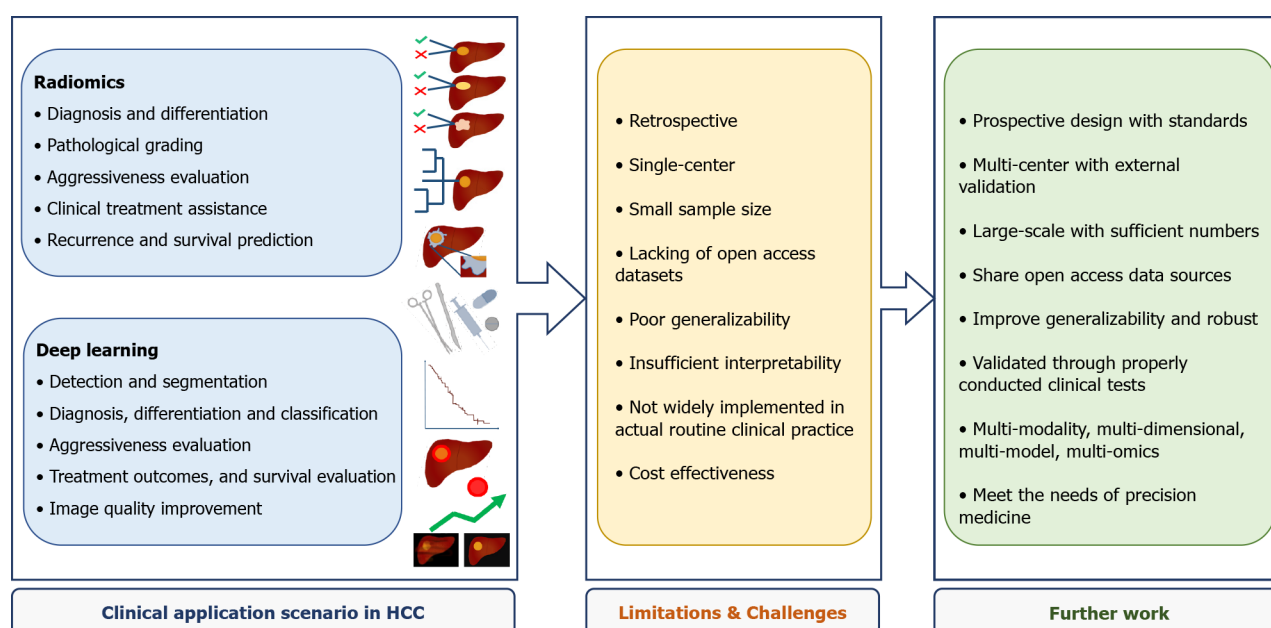 Radiomics
• Diagnosis and differentiation
• Pathological grading
• Aggressiveness evaluation
• Clinical treatment assistance
• Recurrence and survival prediction
Deep learning
• Detection and segmentation
• Diagnosis, differentiation and classification
• Aggressiveness evaluation
• Treatment outcomes, and survival evaluation
• Image quality improvement
Clinical application scenario in HCC
• Retrospective
• Single-center
• Small sample size
• Lacking of open access
datasets
• Poor generalizability
• Insufficient interpretability
• Not widely implemented in
actual routine clinical practice
• Cost effectiveness
Limitations & Challenges
• Prospective design with standards
• Multi-center with external
validation
• Large-scale with sufficient numbers
• Share open access data sources
• Improve generalizability and robust
• Validated through properly
conducted clinical tests
• Multi-modality, multi-dimensional,
multi-model, multi-omics
• Meet the needs of precision
medicine
Further work